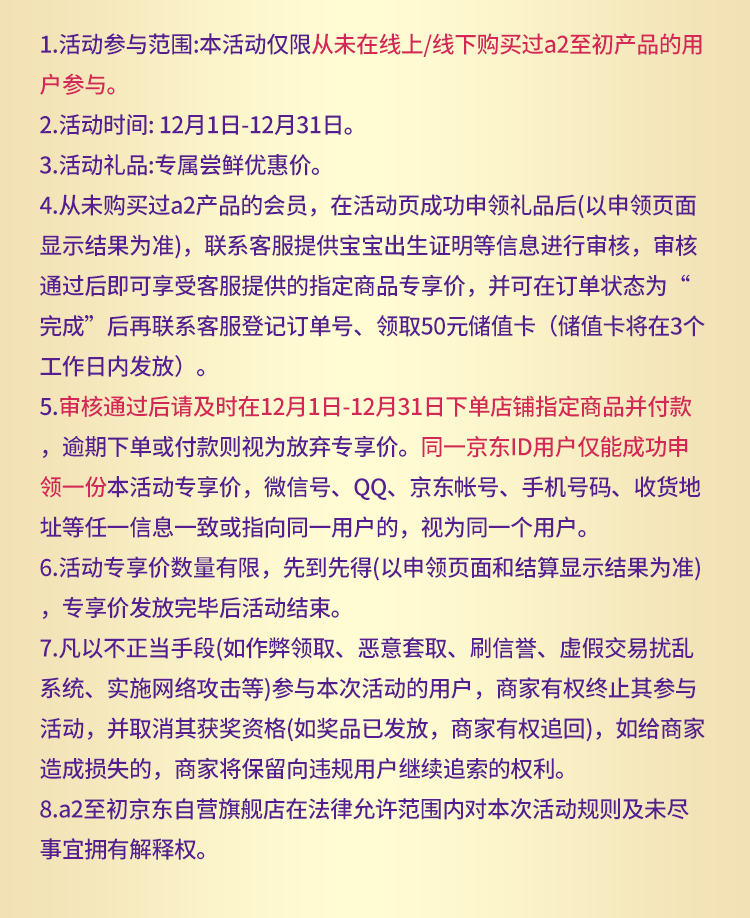 1.活动参与范围:本活动仅限从未在线上/线下购买过a2至初产品的用
户参与。
2.活动时间: 12月1日-12月31日。
3.活动礼品:专属尝鲜优惠价。
4.从未购买过a2产品的会员，在活动页成功申领礼品后(以申领页面
显示结果为准)，联系客服提供宝宝出生证明等信息进行审核，审核
通过后即可享受客服提供的指定商品专享价，并可在订单状态为“
完成”后再联系客服登记订单号、领取50元储值卡（储值卡将在3个
工作日内发放）。
5.审核通过后请及时在12月1日-12月31日下单店铺指定商品并付款
，逾期下单或付款则视为放弃专享价。同一京东ID用户仅能成功申
领一份本活动专享价，微信号、QQ、京东帐号、手机号码、收货地
址等任一信息一致或指向同一用户的，视为同一个用户。
6.活动专享价数量有限，先到先得(以申领页面和结算显示结果为准)
，专享价发放完毕后活动结束。
7.凡以不正当手段(如作弊领取、恶意套取、刷信誉、虚假交易扰乱
系统、实施网络攻击等)参与本次活动的用户，商家有权终止其参与
活动，并取消其获奖资格(如奖品已发放，商家有权追回)，如给商家
造成损失的，商家将保留向违规用户继续追索的权利。
8.a2至初京东自营旗舰店在法律允许范围内对本次活动规则及未尽
事宜拥有解释权。